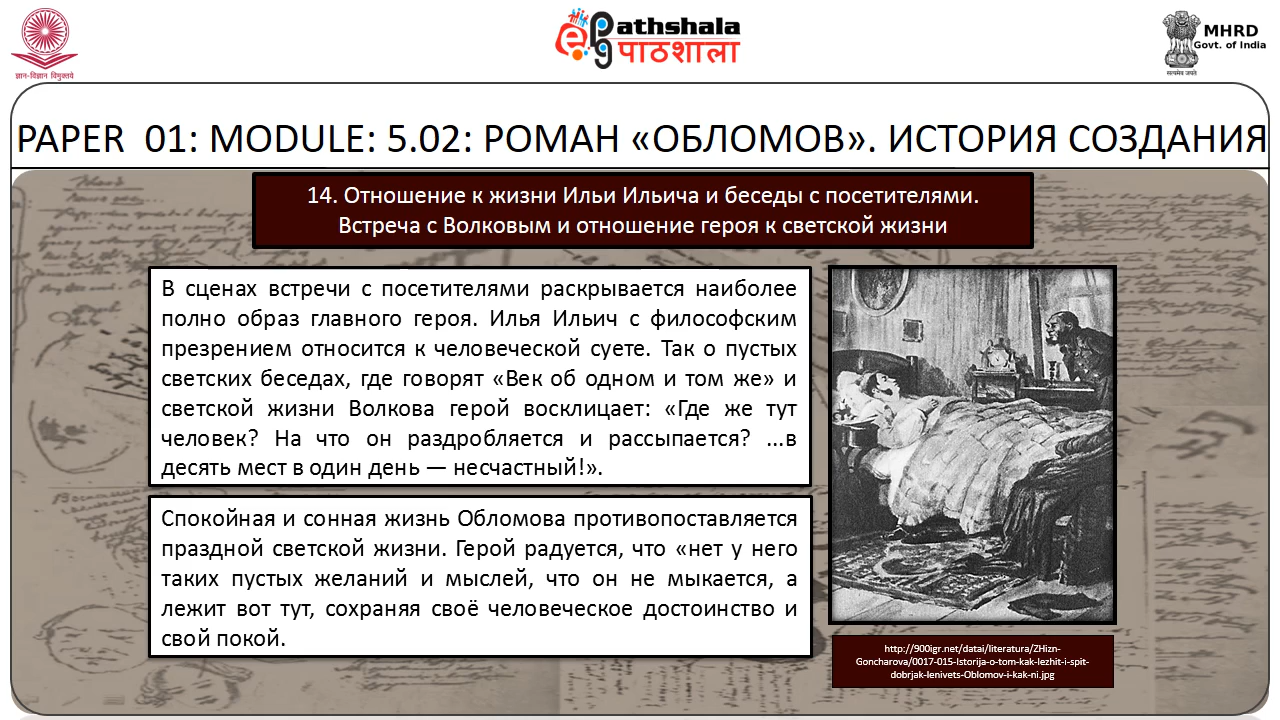 ज्ञान-विज्ञान विमुक्तये
ePathshala
पाठशाला
MHRD
Govt. of India
सत्यमेव जयते
PAPER 01: MODULE: 5.02: РОМАН «ОБЛОМОВ». ИСТОРИЯ СОЗДАНИЯ
14. Отношение к жизни Ильи Ильича и беседы с посетителями.
Встреча с Волковым и отношение героя к светской жизни
В сценах встречи с посетителями раскрывается наиболее
полно образ главного героя. Илья Ильич с философским
презрением относится к человеческой суете. Так о пустых
светских беседах, где говорят «Век об одном и том же» и
светской жизни Волкова герой восклицает: «Где же тут
человек? На что он раздробляется и рассыпается? ...в
десять мест в один день — несчастный!».
Спокойная и сонная жизнь Обломова противопоставляется
праздной светской жизни. Герой радуется, что «нет у него
таких пустых желаний и мыслей, что он не мыкается, а
лежит вот тут, сохраняя своё человеческое достоинство и
свой покой.
http://900igr.net/datai/literatura/ZHizn-
Goncharova/0017-015-Istorija-o-tom-kak-lezhit-i-spit-
dobrjak-lenivets-Oblomov-i-kak-ni.jpg